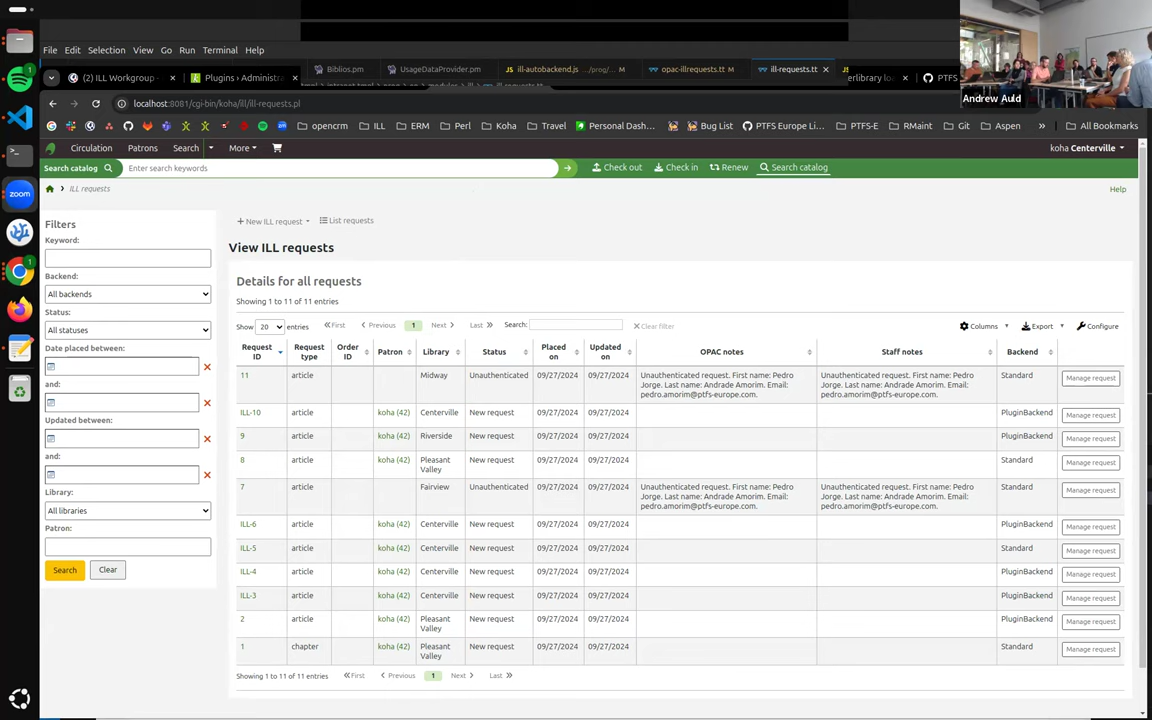 File Edit Selection View Go Run Terminal Help
Biblios.pm UsageDataProvider.pm ill-autobackend.js .../prog/... M opac-illrequests.tt M ill-requests.tt
(2) ILL Workgroup - Plugins › Administra
localhost:8081/cgi-bin/koha/ill/ill-requests.pl
opencrm ILL ERM Perl Koha Travel Personal Dash... Bug List PTFS Europe Li... PTFS-E RMaint Git Aspen All Bookmarks
Circulation Patrons Search More koha Centerville
Search catalog Enter search keywords Check out Check in Renew Search catalog
ILL requests Help
Filters
Keyword:
Backend:
All backends
Status:
All statuses
Date placed between:
and:
Updated between:
and:
Library:
All libraries
Patron:
Search Clear
New ILL request List requests
View ILL requests
Details for all requests
Showing 1 to 11 of 11 entries
Show 20 entries First Previous 1 Next Last Search: Clear filter Columns Export Configure
Request ID Request type Order ID Patron Library Status Placed on Updated on OPAC notes Staff notes Backend
11 article Midway Unauthenticated 09/27/2024 09/27/2024 Unauthenticated request. First name: Pedro Jorge. Last name: Andrade Amorim. Email: pedro.amorim@ptfs-europe.com. Unauthenticated request. First name: Pedro Jorge. Last name: Andrade Amorim. Email: pedro.amorim@ptfs-europe.com. Standard Manage request
ILL-10 article koha (42) Centerville New request 09/27/2024 09/27/2024 PluginBackend Manage request
9 article koha (42) Riverside New request 09/27/2024 09/27/2024 PluginBackend Manage request
8 article koha (42) Pleasant Valley New request 09/27/2024 09/27/2024 Standard Manage request
7 article Fairview Unauthenticated 09/27/2024 09/27/2024 Unauthenticated request. First name: Pedro Jorge. Last name: Andrade Amorim. Email: pedro.amorim@ptfs-europe.com. Unauthenticated request. First name: Pedro Jorge. Last name: Andrade Amorim. Email: pedro.amorim@ptfs-europe.com. Standard Manage request
ILL-6 article koha (42) Centerville New request 09/27/2024 09/27/2024 PluginBackend Manage request
ILL-5 article koha (42) Centerville New request 09/27/2024 09/27/2024 Standard Manage request
ILL-4 article koha (42) Centerville New request 09/27/2024 09/27/2024 PluginBackend Manage request
ILL-3 article koha (42) Centerville New request 09/27/2024 09/27/2024 PluginBackend Manage request
2 article koha (42) Pleasant Valley New request 09/27/2024 09/27/2024 PluginBackend Manage request
1 chapter koha (42) Pleasant Valley New request 09/27/2024 09/27/2024 Standard Manage request
Showing 1 to 11 of 11 entries First Previous 1 Next Last
zoom
Andrew Auld